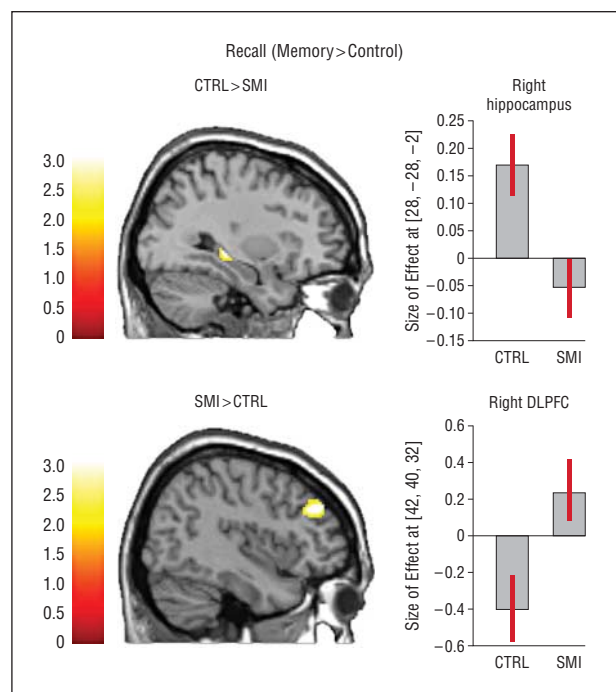 Recall (Memory>Control)
CTRL>SMI
3.0
2.5
2.0
1.5
1.0
0.5
0
Right
hippocampus
Size of Effect at [28, −28, −2]
0.25
0.20
0.15
0.10
0.05
0
−0.05
−0.10
−0.15
CTRL
SMI
SMI>CTRL
3.0
2.5
2.0
1.5
1.0
0.5
0
Right DLPFC
Size of Effect at [42, 40, 32]
0.6
0.4
0.2
0
−0.2
−0.4
−0.6
CTRL
SMI